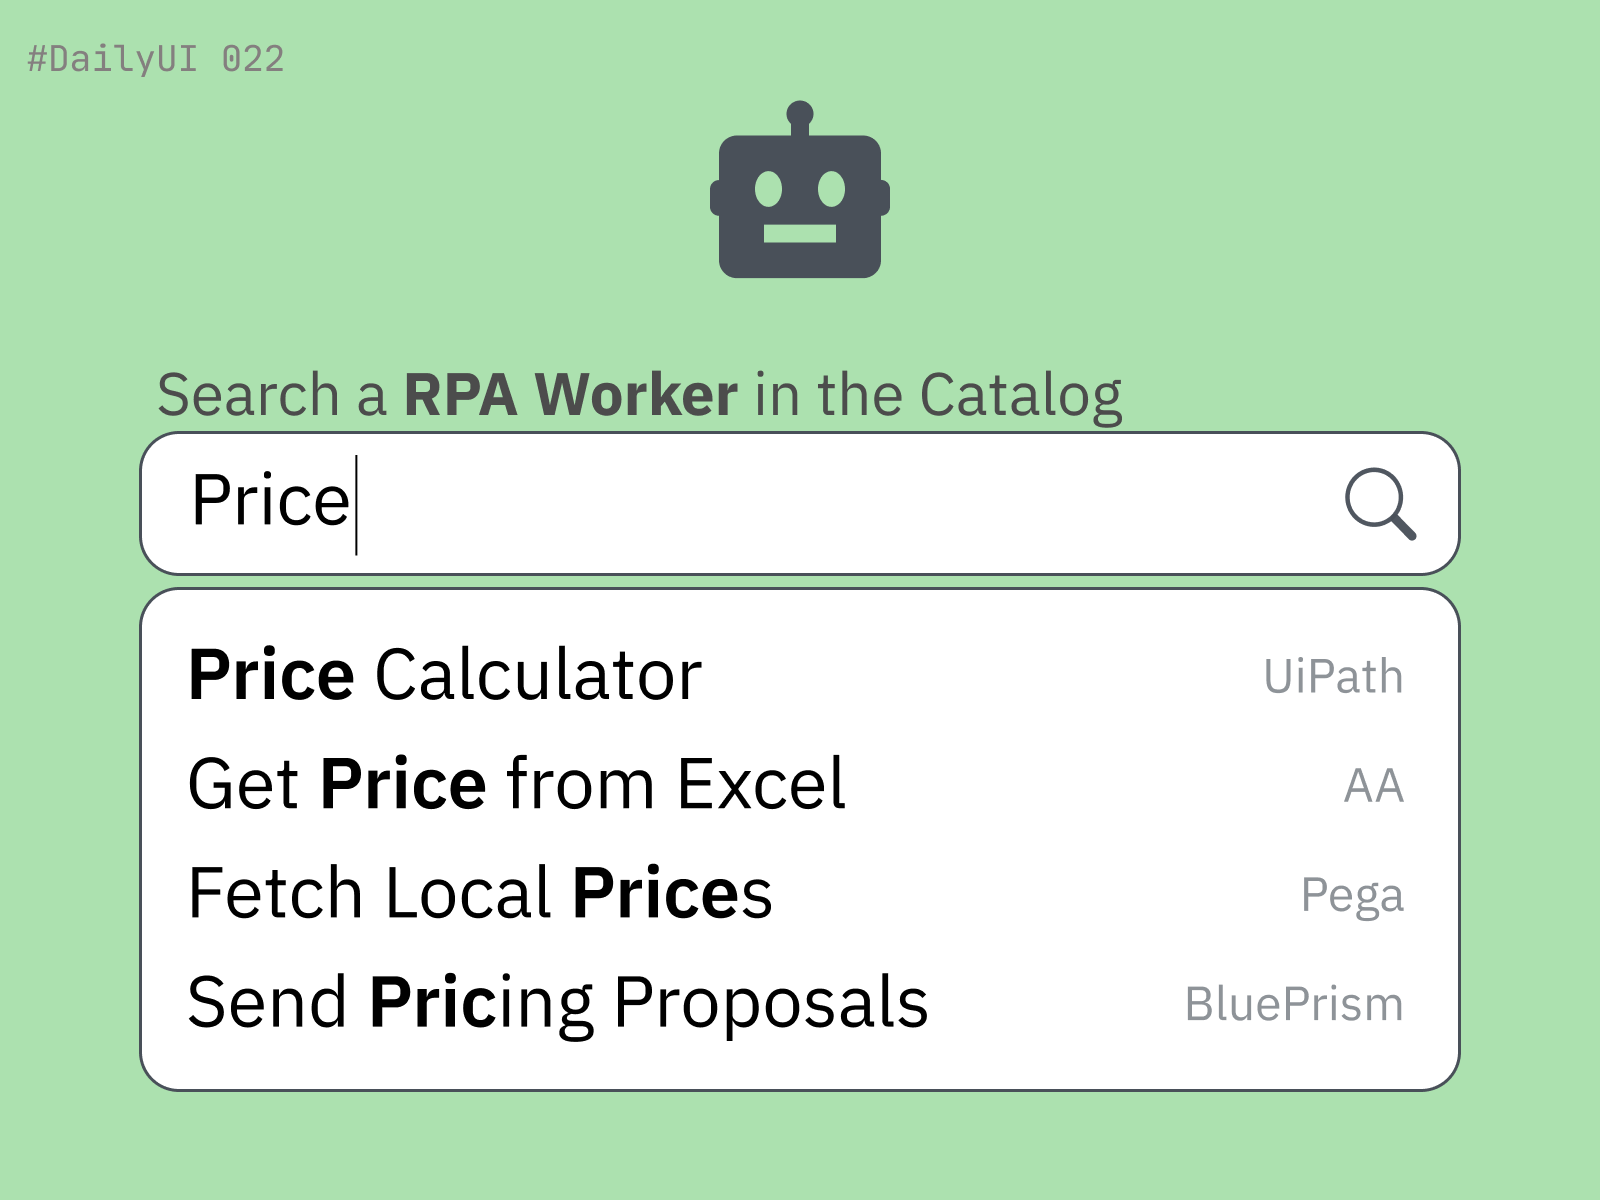 #DailyUI 022
Search a RPA Worker in the Catalog
Price
Price Calculator UiPath
Get Price from Excel AA
Fetch Local Prices Pega
Send Pricing Proposals BluePrism